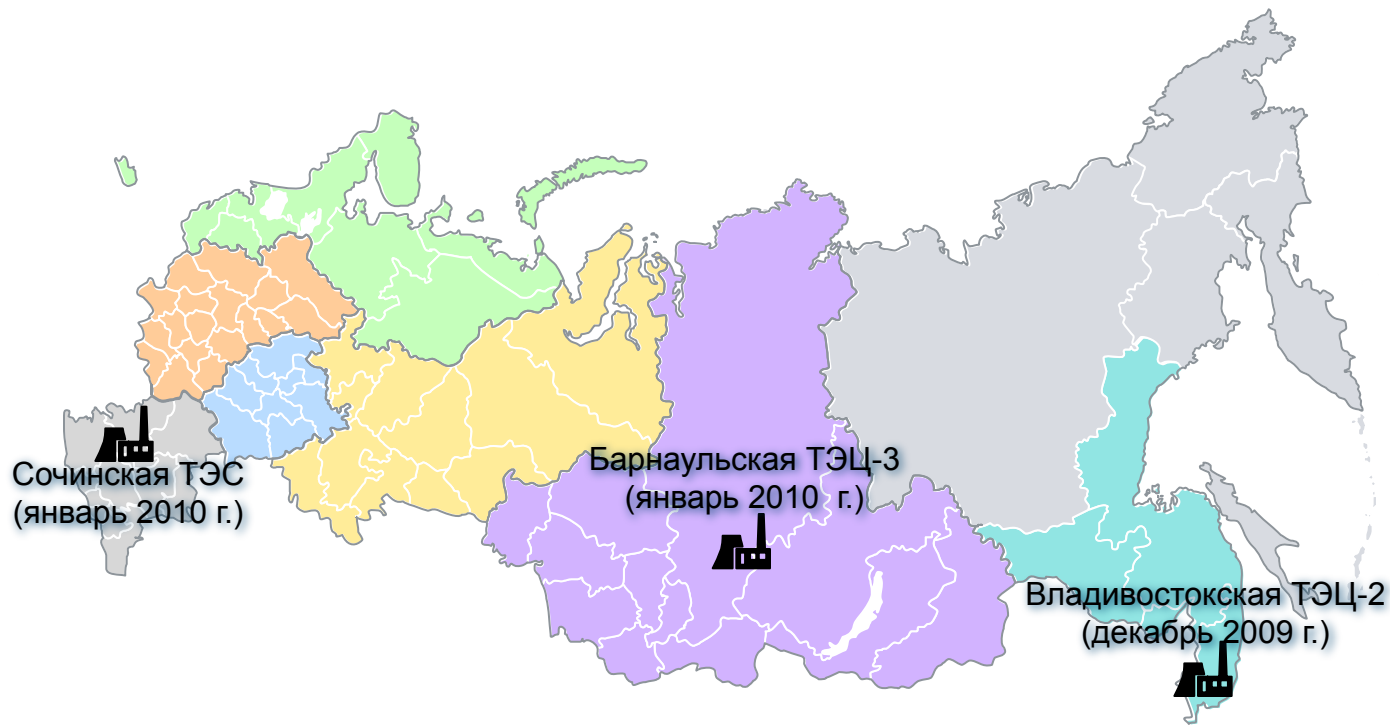 Сочинская ТЭС
(январь 2010 г.)
Барнаульская ТЭЦ-3
(январь 2010 г.)
Владивостокская ТЭЦ-2
(декабрь 2009 г.)